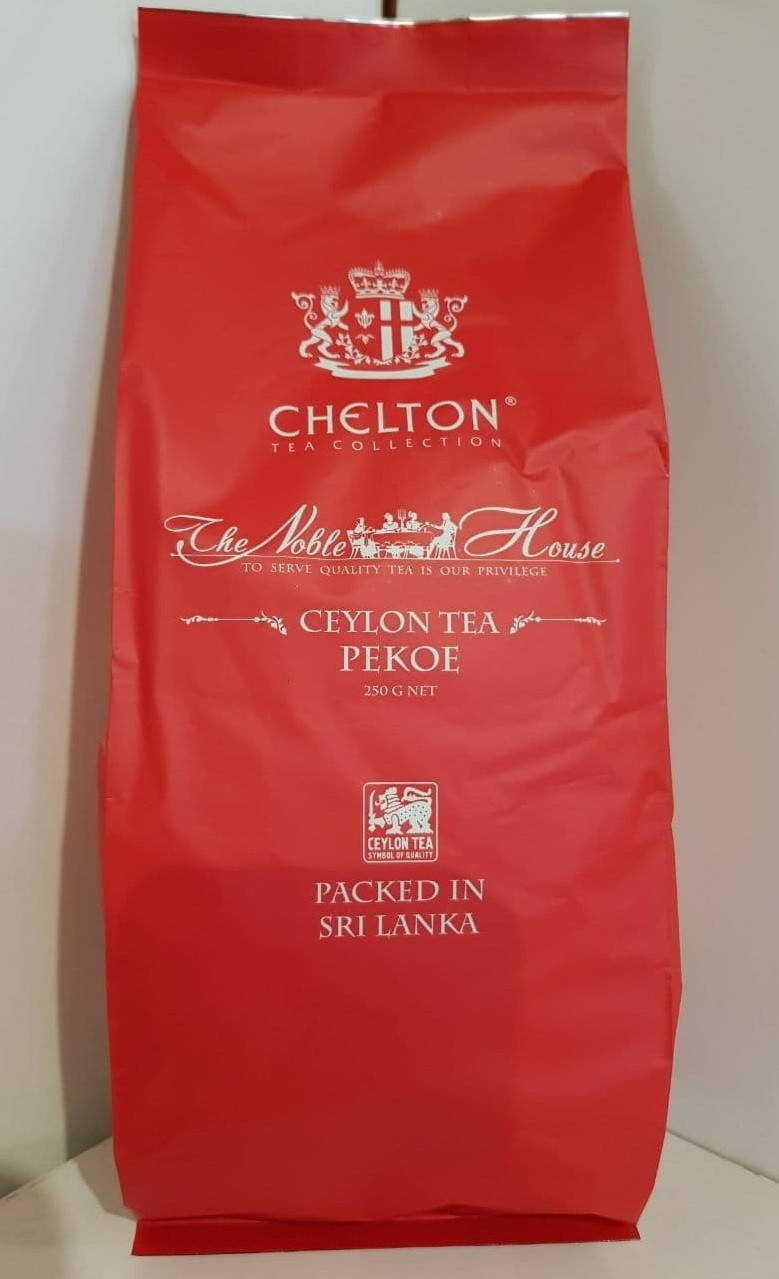 CHELTON®
TEA COLLECTION
The Noble House
TO SERVE QUALITY TEA IS OUR PRIVILEGE
CEYLON TEA
PEKOE
250 G NET
CEYLON TEA
SYMBOL OF QUALITY
PACKED IN
SRI LANKA